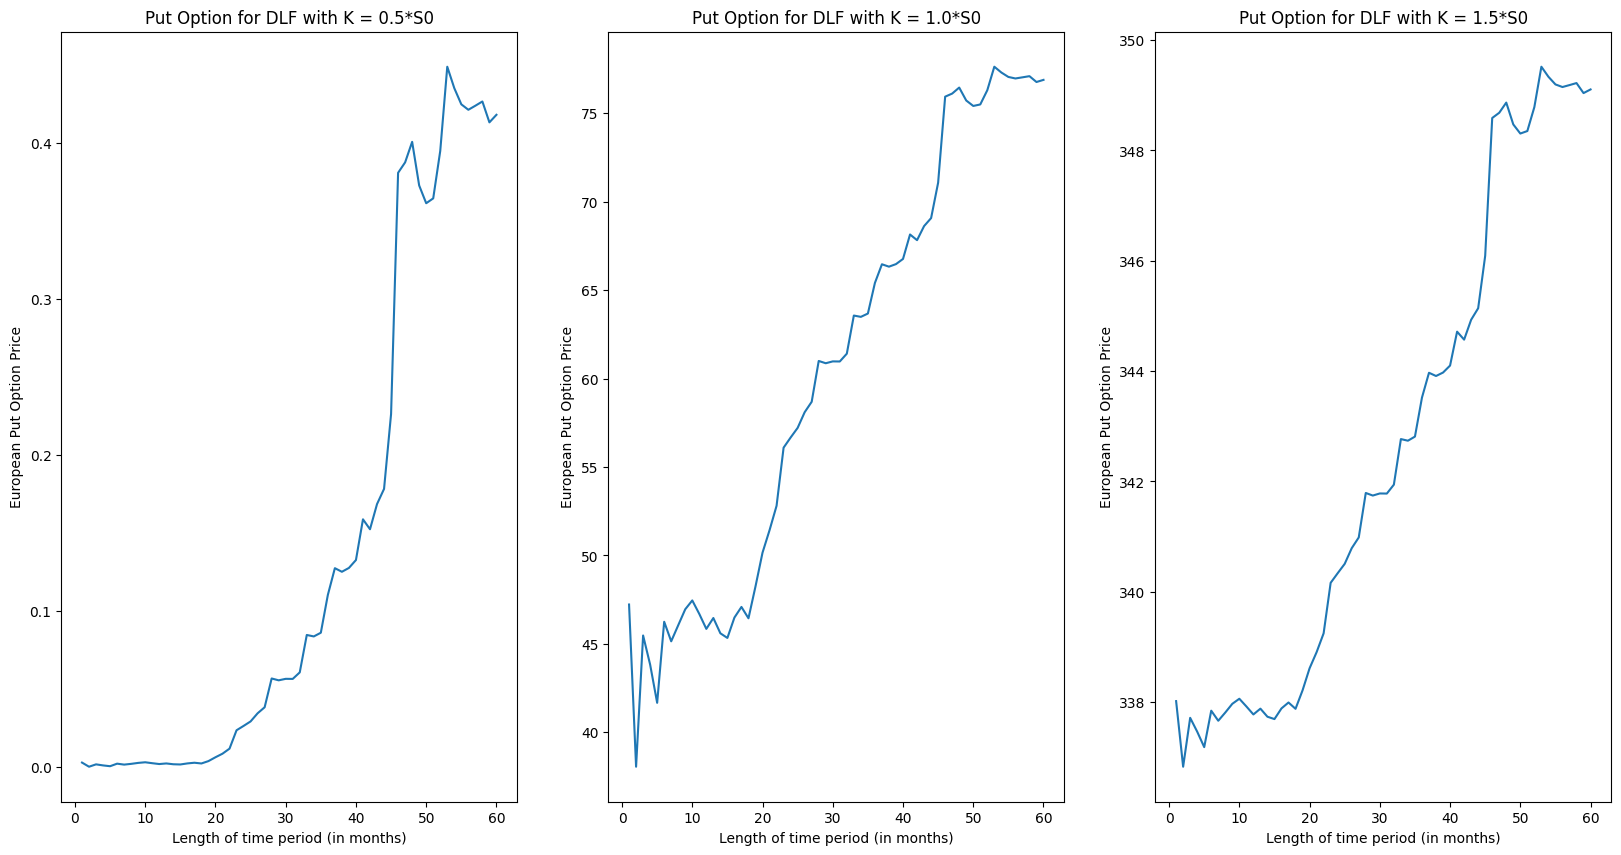 Put Option for DLF with K = 0.5*S0
European Put Option Price
0.4
0.3
0.2
0.1
0.0
0 10 20 30 40 50 60
Length of time period (in months)
Put Option for DLF with K = 1.0*S0
European Put Option Price
75
70
65
60
55
50
45
40
0 10 20 30 40 50 60
Length of time period (in months)
Put Option for DLF with K = 1.5*S0
European Put Option Price
350
348
346
344
342
340
338
0 10 20 30 40 50 60
Length of time period (in months)